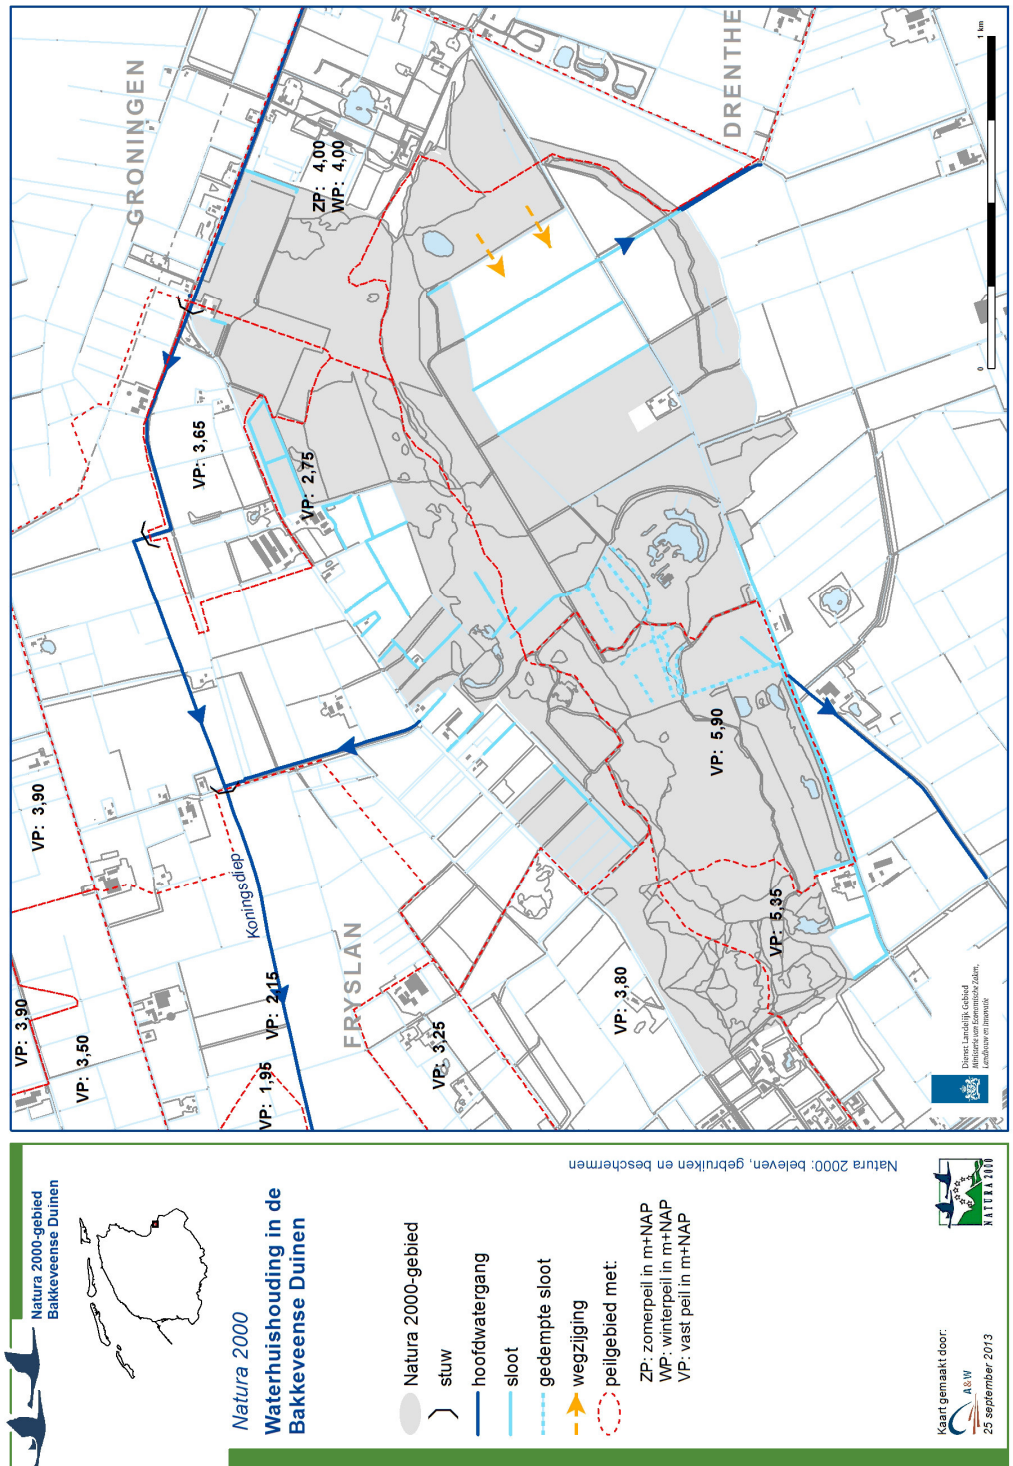 Natura 2000-gebied
Bakkeveense Duinen
Natura 2000
Waterhuishouding in de
Bakkeveense Duinen
Natura 2000-gebied
stuw
hoofdwatergang
sloot
gedempte sloot
wegzijging
peilgebied met:
ZP: zomerpeil in m+NAP
WP: winterpeil in m+NAP
VP: vast peil in m+NAP
Natura 2000: beleven, gebruiken en beschermen
Kaart gemaakt door:
A&W
25 september 2013
NATURA 2000
GRONINGEN
DRENTHE
FRYSLAN
Koningsdiep
ZP: 4,00
WP: 4,00
VP: 3,65
VP: 2,75
VP: 3,90
VP: 3,90
VP: 3,50
VP: 2,15
VP: 1,95
VP: 3,25
VP: 3,80
VP: 5,90
VP: 5,35
0
1 km
Dienst Landelijk Gebied
Ministerie van Economische Zaken,
Landbouw en Innovatie